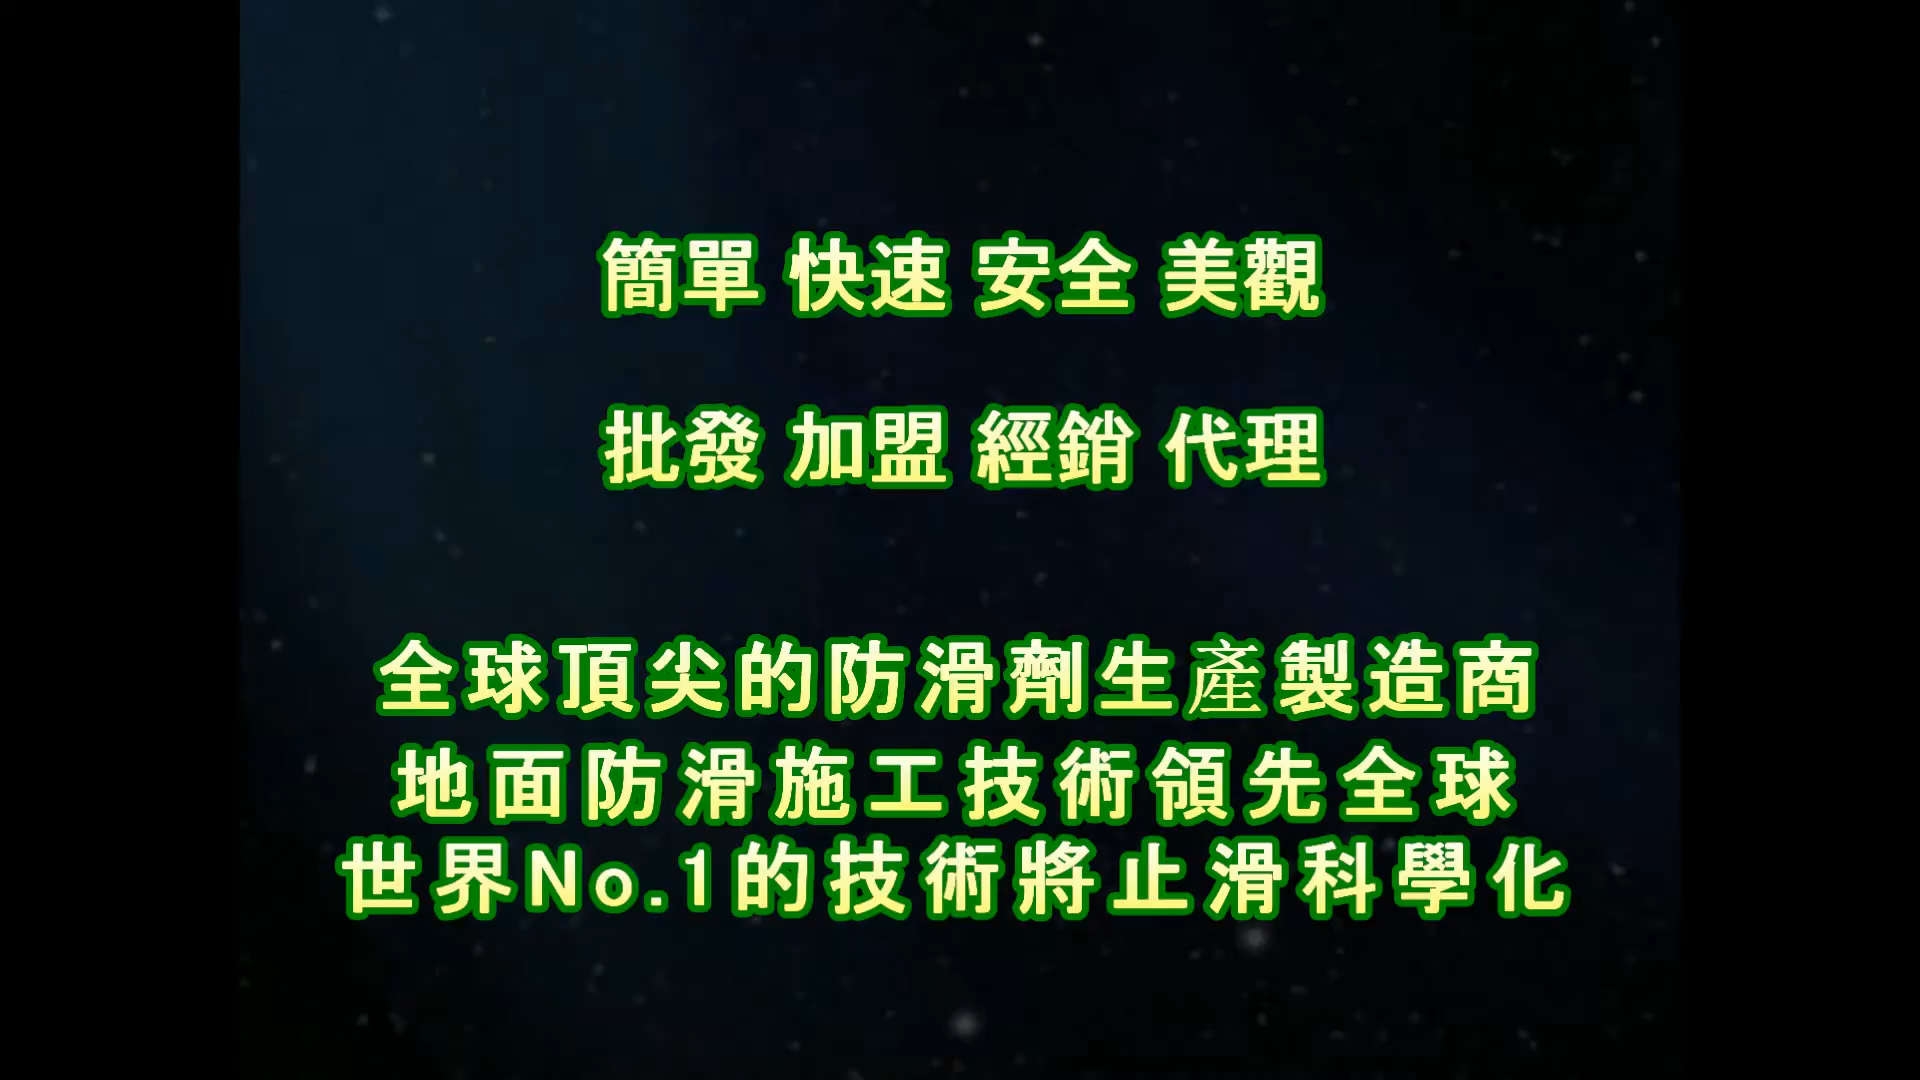 簡單 快速 安全 美觀
批發 加盟 經銷 代理
全球頂尖的防滑劑生產製造商
地面防滑施工技術領先全球
世界No.1的技術將止滑科學化